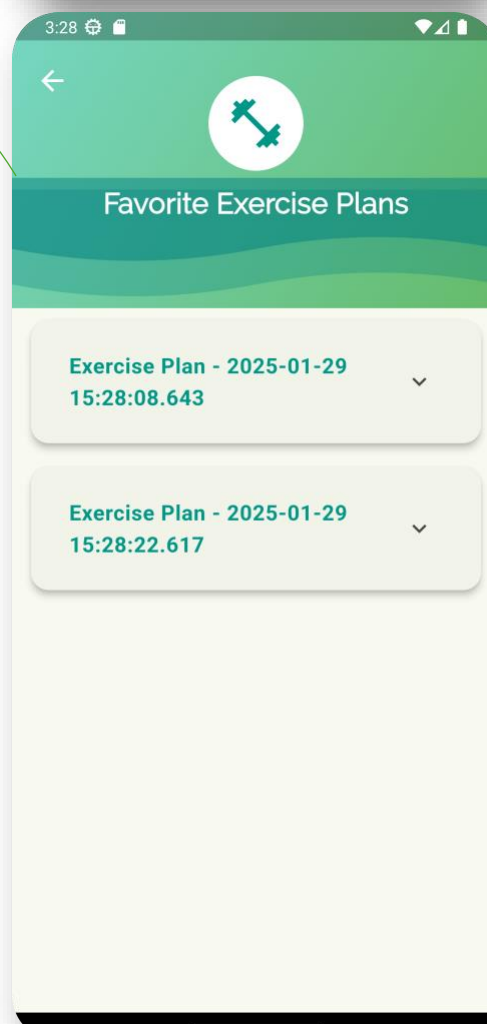 3:28
Favorite Exercise Plans
Exercise Plan - 2025-01-29
15:28:08.643
Exercise Plan - 2025-01-29
15:28:22.617